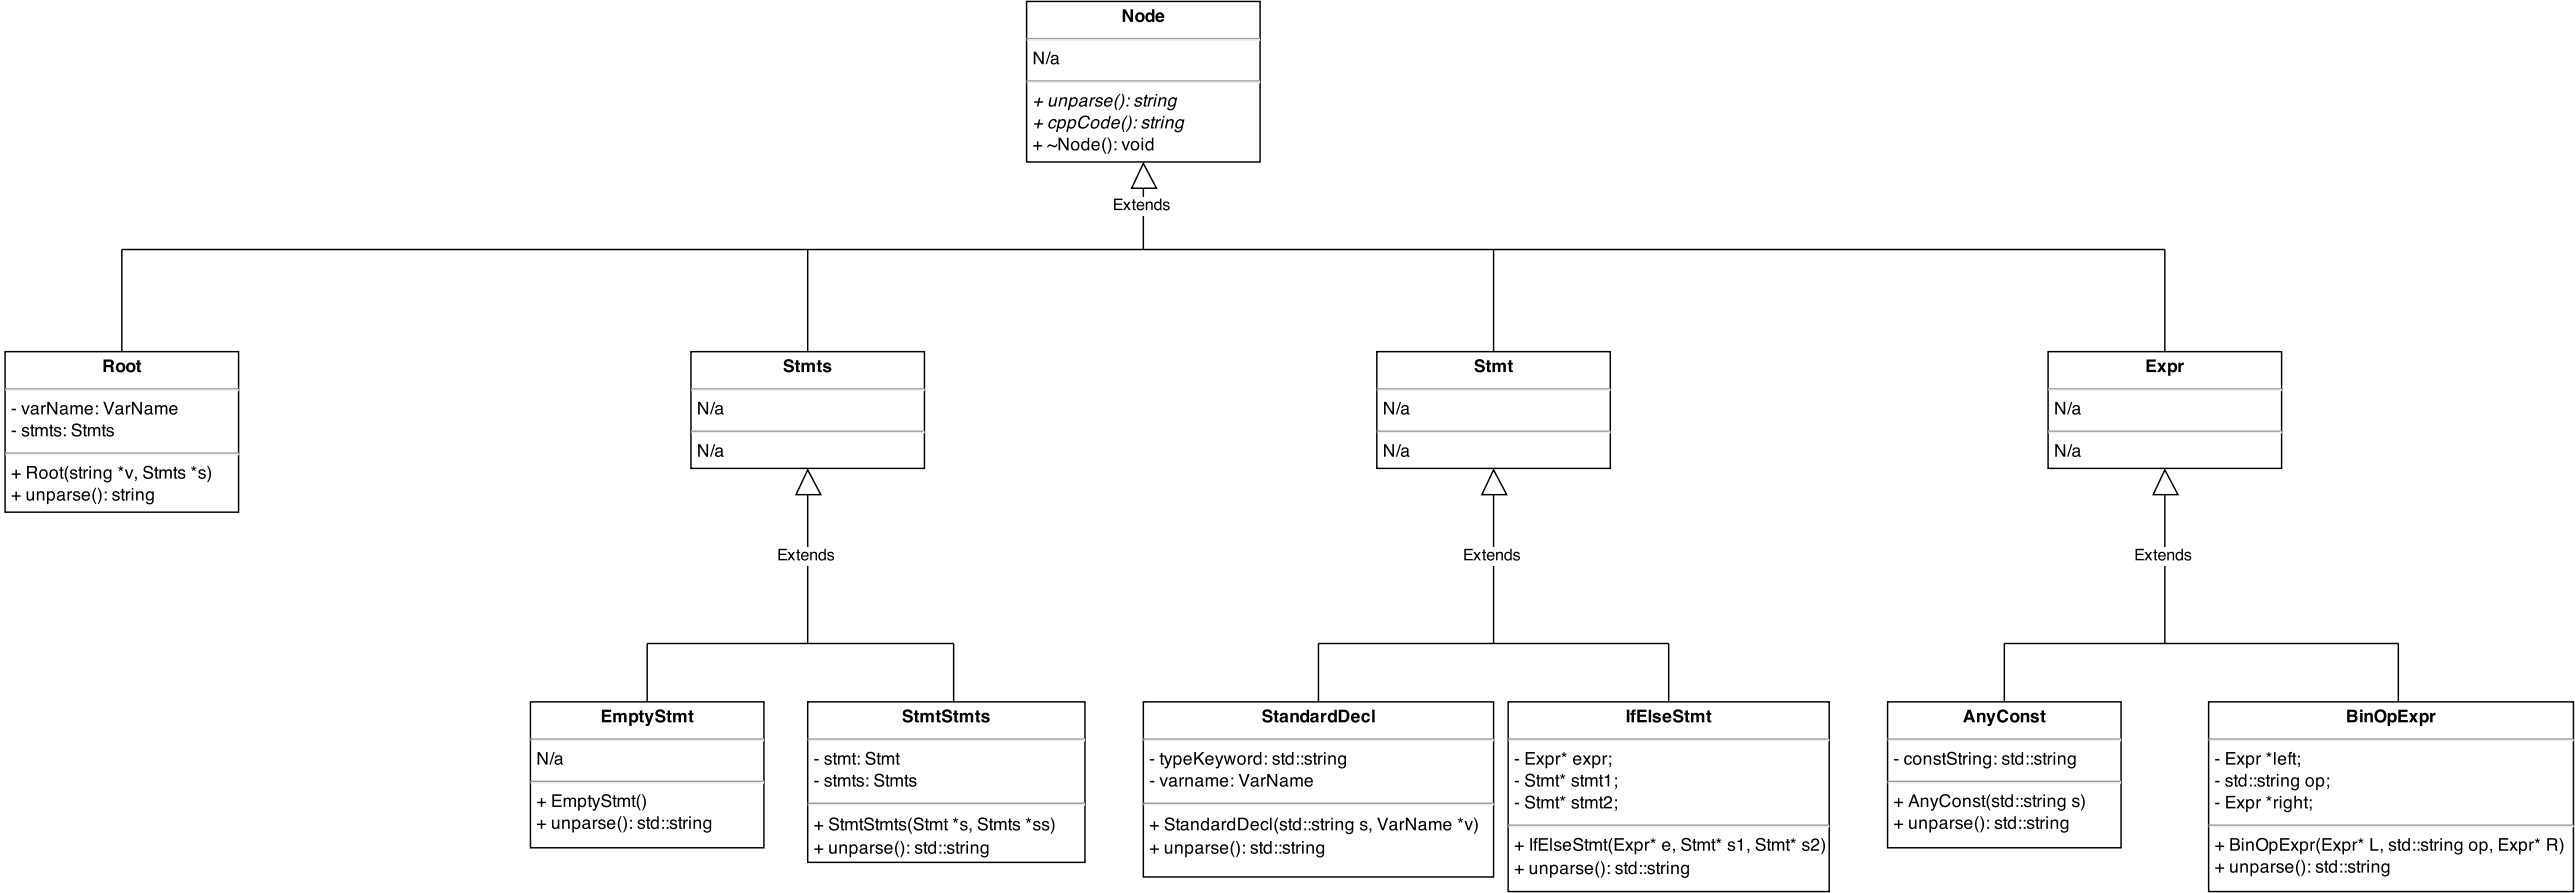 Node
N/a
+ unparse(): string
+ cppCode(): string
+ ~Node(): void
Extends
Root
- varName: VarName
- stmts: Stmts
+ Root(string *v, Stmts *s)
+ unparse(): string
Stmts
N/a
N/a
Stmt
N/a
N/a
Expr
N/a
N/a
Extends
Extends
Extends
EmptyStmt
N/a
+ EmptyStmt()
+ unparse(): std::string
StmtStmts
- stmt: Stmt
- stmts: Stmts
+ StmtStmts(Stmt *s, Stmts *ss)
+ unparse(): std::string
StandardDecl
- typeKeyword: std::string
- varname: VarName
+ StandardDecl(std::string s, VarName *v)
+ unparse(): std::string
IfElseStmt
- Expr* expr;
- Stmt* stmt1;
- Stmt* stmt2;
+ IfElseStmt(Expr* e, Stmt* s1, Stmt* s2)
+ unparse(): std::string
AnyConst
- constString: std::string
+ AnyConst(std::string s)
+ unparse(): std::string
BinOpExpr
- Expr *left;
- std::string op;
- Expr *right;
+ BinOpExpr(Expr* L, std::string op, Expr* R)
+ unparse(): std::string